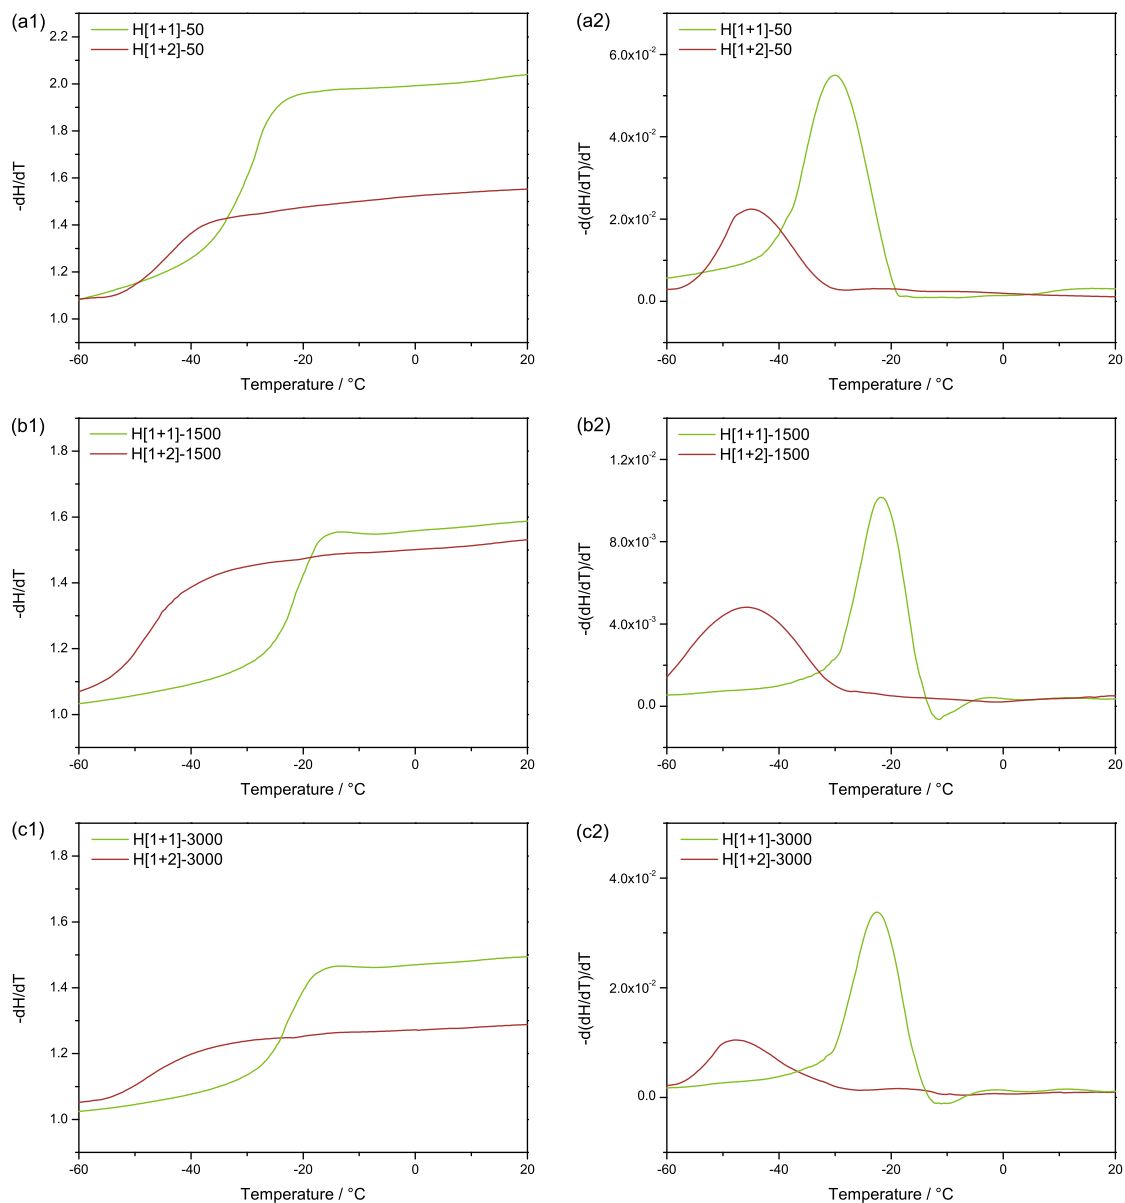 (a1)
H[1+1]-50
H[1+2]-50
2.2
2.0
1.8
1.6
1.4
1.2
1.0
-dH/dT
-60
-40
-20
0
20
Temperature / °C
(a2)
H[1+1]-50
H[1+2]-50
6.0x10⁻²
4.0x10⁻²
2.0x10⁻²
0.0
-d(dH/dT)/dT
-60
-40
-20
0
20
Temperature / °C
(b1)
H[1+1]-1500
H[1+2]-1500
1.8
1.6
1.4
1.2
1.0
-dH/dT
-60
-40
-20
0
20
Temperature / °C
(b2)
H[1+1]-1500
H[1+2]-1500
1.2x10⁻²
8.0x10⁻³
4.0x10⁻³
0.0
-d(dH/dT)/dT
-60
-40
-20
0
20
Temperature / °C
(c1)
H[1+1]-3000
H[1+2]-3000
1.8
1.6
1.4
1.2
1.0
-dH/dT
-60
-40
-20
0
20
Temperature / °C
(c2)
H[1+1]-3000
H[1+2]-3000
4.0x10⁻²
2.0x10⁻²
0.0
-d(dH/dT)/dT
-60
-40
-20
0
20
Temperature / °C